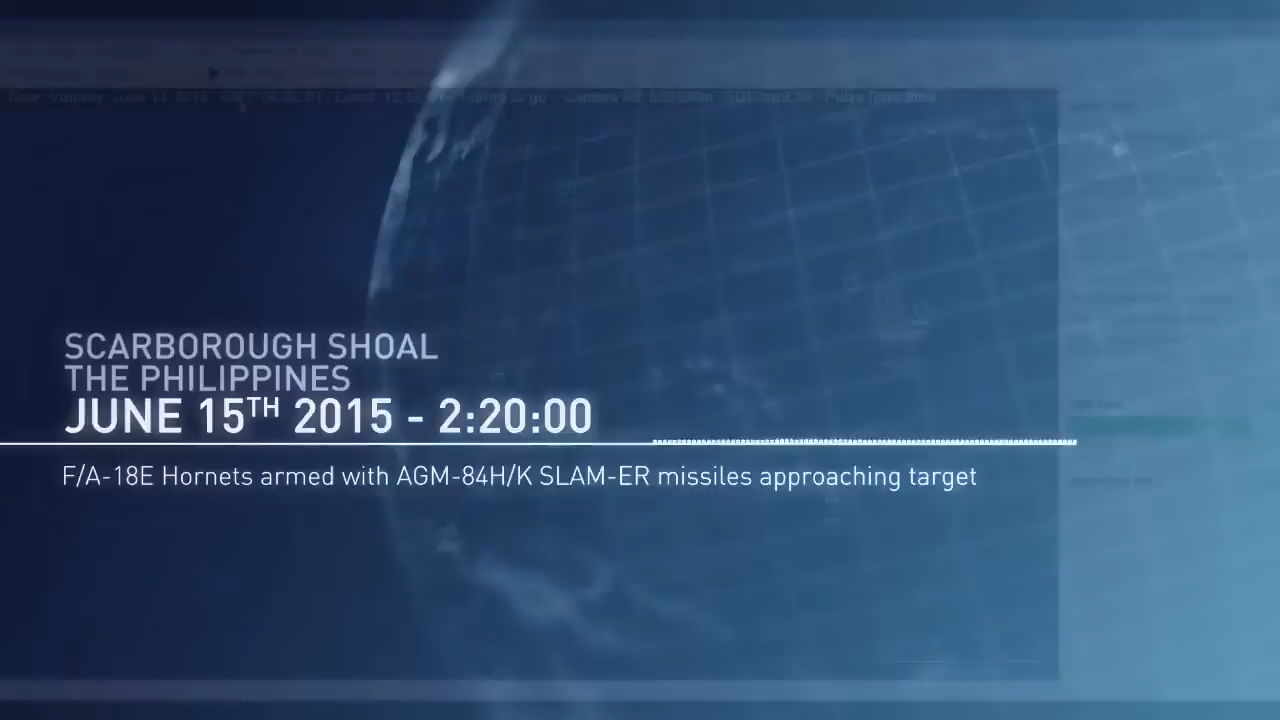 SCARBOROUGH SHOAL
THE PHILIPPINES
JUNE 15TH 2015 - 2:20:00
F/A-18E Hornets armed with AGM-84H/K SLAM-ER missiles approaching target